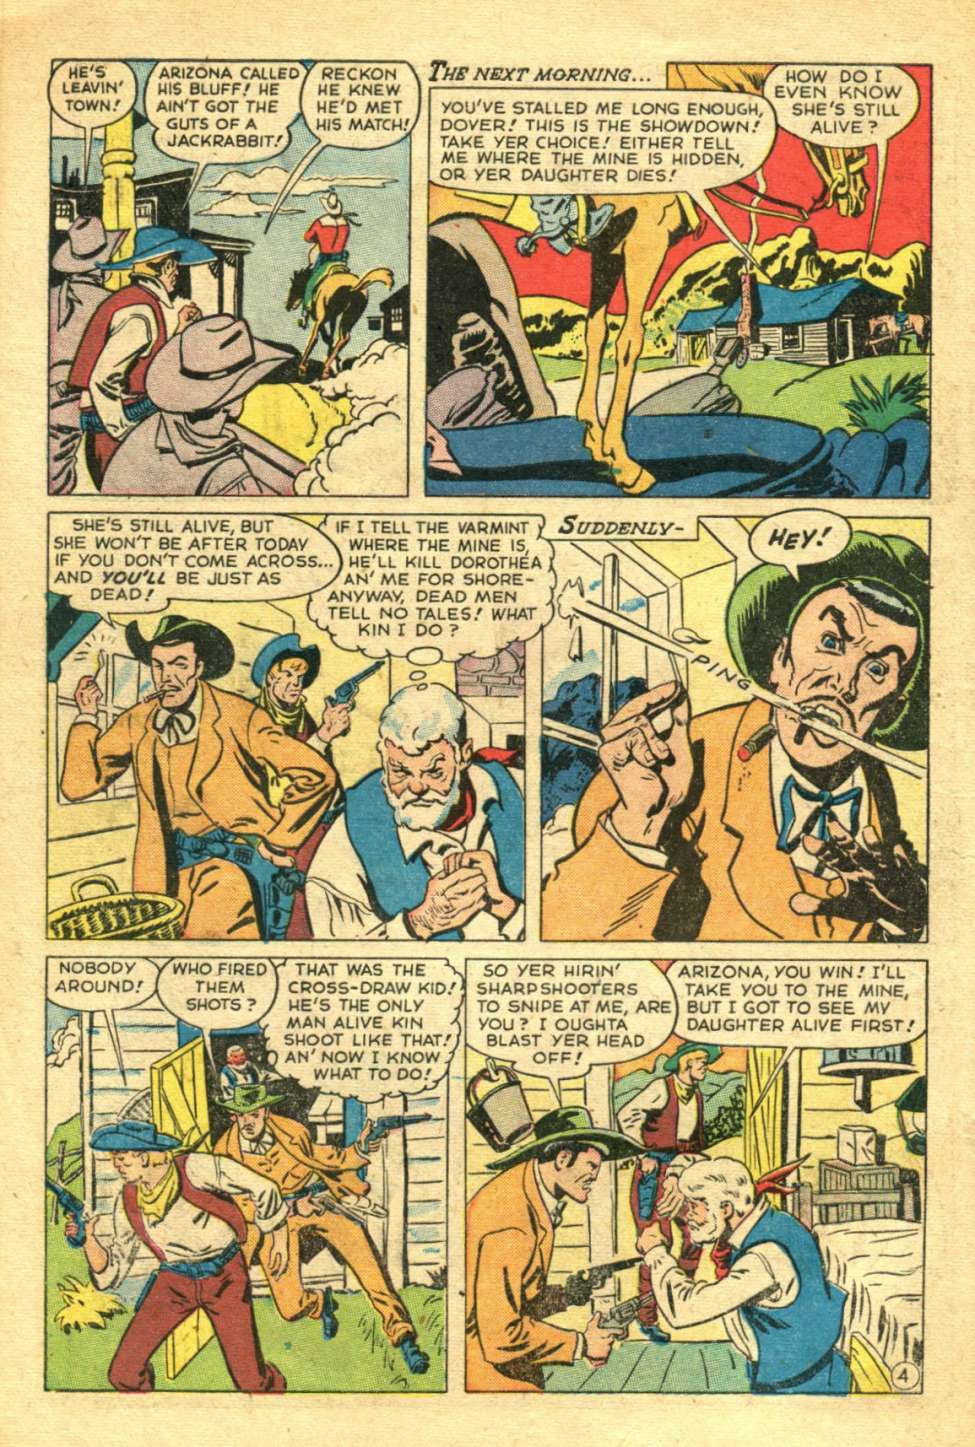 HE'S
LEAVIN'
TOWN!
ARIZONA CALLED
HIS BLUFF! HE
AIN'T GOT THE
GUTS OF A
JACKRABBIT!
RECKON
HE KNEW
HE'D MET
HIS MATCH!
THE NEXT MORNING...
YOU'VE STALLED ME LONG ENOUGH,
DOVER! THIS IS THE SHOWDOWN!
TAKE YER CHOICE! EITHER TELL
ME WHERE THE MINE IS HIDDEN,
OR YER DAUGHTER DIES!
HOW DO I
EVEN KNOW
SHE'S STILL
ALIVE?
SHE'S STILL ALIVE, BUT
SHE WON'T BE AFTER TODAY
IF YOU DON'T COME ACROSS...
AND YOU'LL BE JUST AS
DEAD!
IF I TELL THE VARMINT
WHERE THE MINE IS,
HE'LL KILL DOROTHEA
AN' ME FOR SHORE-
ANYWAY, DEAD MEN
TELL NO TALES! WHAT
KIN I DO?
SUDDENLY-
HEY!
PING
NOBODY
AROUND!
WHO FIRED
THEM
SHOTS?
THAT WAS THE
CROSS-DRAW KID!
HE'S THE ONLY
MAN ALIVE KIN
SHOOT LIKE THAT!
AN' NOW I KNOW
WHAT TO DO!
SO YER HIRIN'
SHARPSHOOTERS
TO SNIPE AT ME, ARE
YOU? I OUGHTA
BLAST YER HEAD
OFF!
ARIZONA, YOU WIN! I'LL
TAKE YOU TO THE MINE,
BUT I GOT TO SEE MY
DAUGHTER ALIVE FIRST!
4